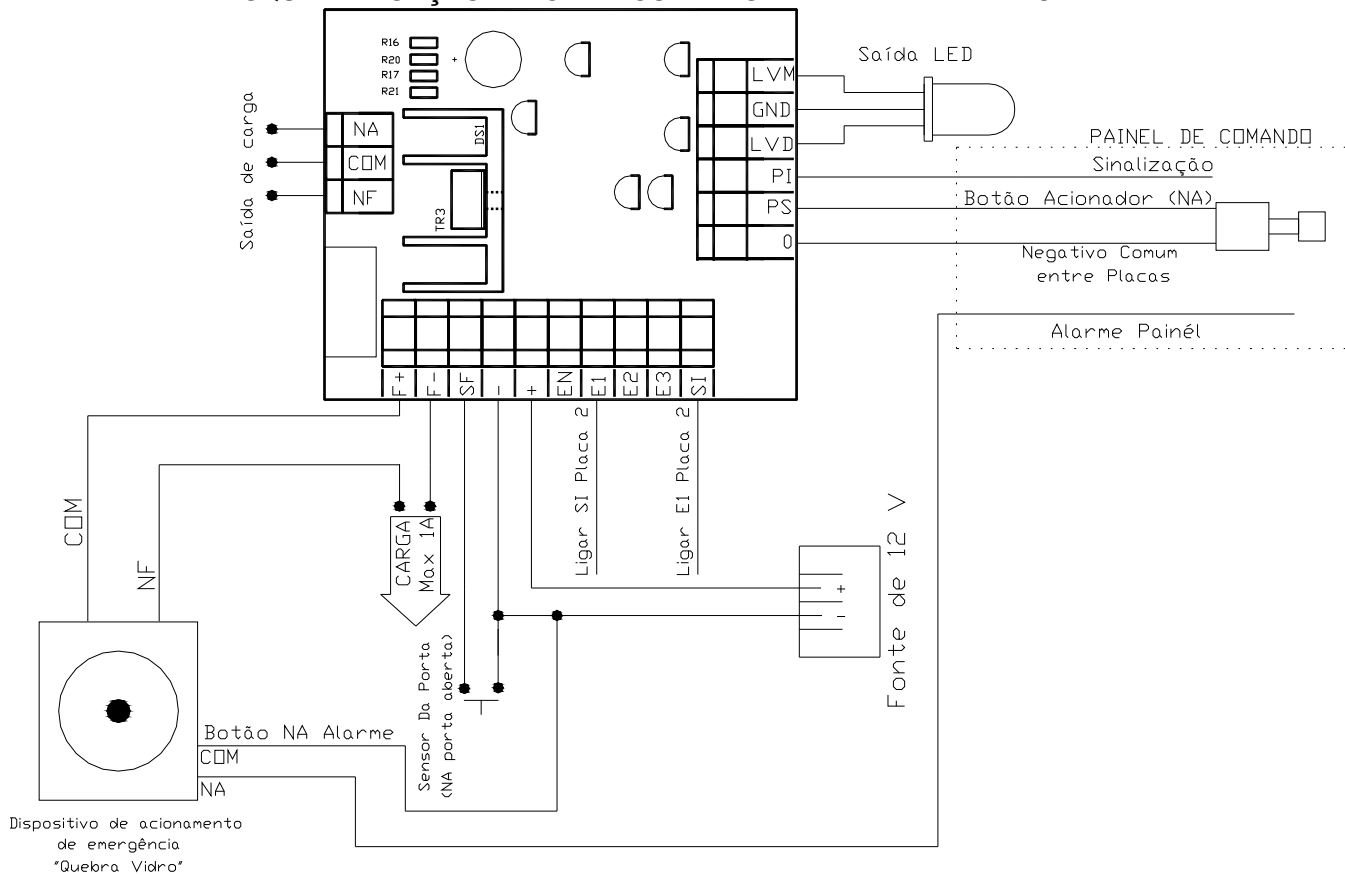 R16
R20
R17
R21
+
DS1
TR3
NA
COM
NF
Saída de carga
LVM
GND
LVD
PI
PS
0
Saída LED
PAINEL DE COMANDO
Sinalização
Botão Acionador (NA)
Negativo Comum
entre Placas
Alarme Painél
F+
F-
SF
-
+
EN
E1
E2
E3
SI
Ligar SI Placa 2
Ligar E1 Placa 2
COM
NF
CARGA
Max 1A
Sensor Da Porta
(NA porta aberta)
+
-
Fonte de 12 V
Botão NA Alarme
COM
NA
Dispositivo de acionamento
de emergência
"Quebra Vidro"